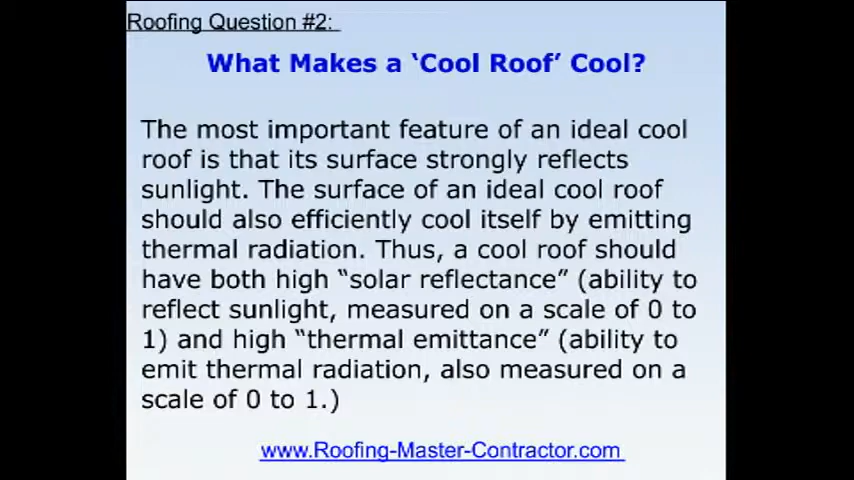 Roofing Question #2:
What Makes a ‘Cool Roof’ Cool?
The most important feature of an ideal cool
roof is that its surface strongly reflects
sunlight. The surface of an ideal cool roof
should also efficiently cool itself by emitting
thermal radiation. Thus, a cool roof should
have both high “solar reflectance” (ability to
reflect sunlight, measured on a scale of 0 to
1) and high “thermal emittance” (ability to
emit thermal radiation, also measured on a
scale of 0 to 1.)
www.Roofing-Master-Contractor.com